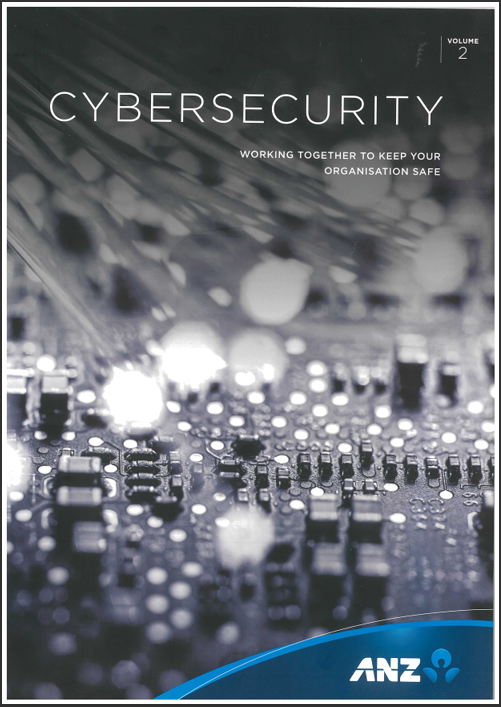 VOLUME
2
CYBERSECURITY
WORKING TOGETHER TO KEEP YOUR
ORGANISATION SAFE
ANZ